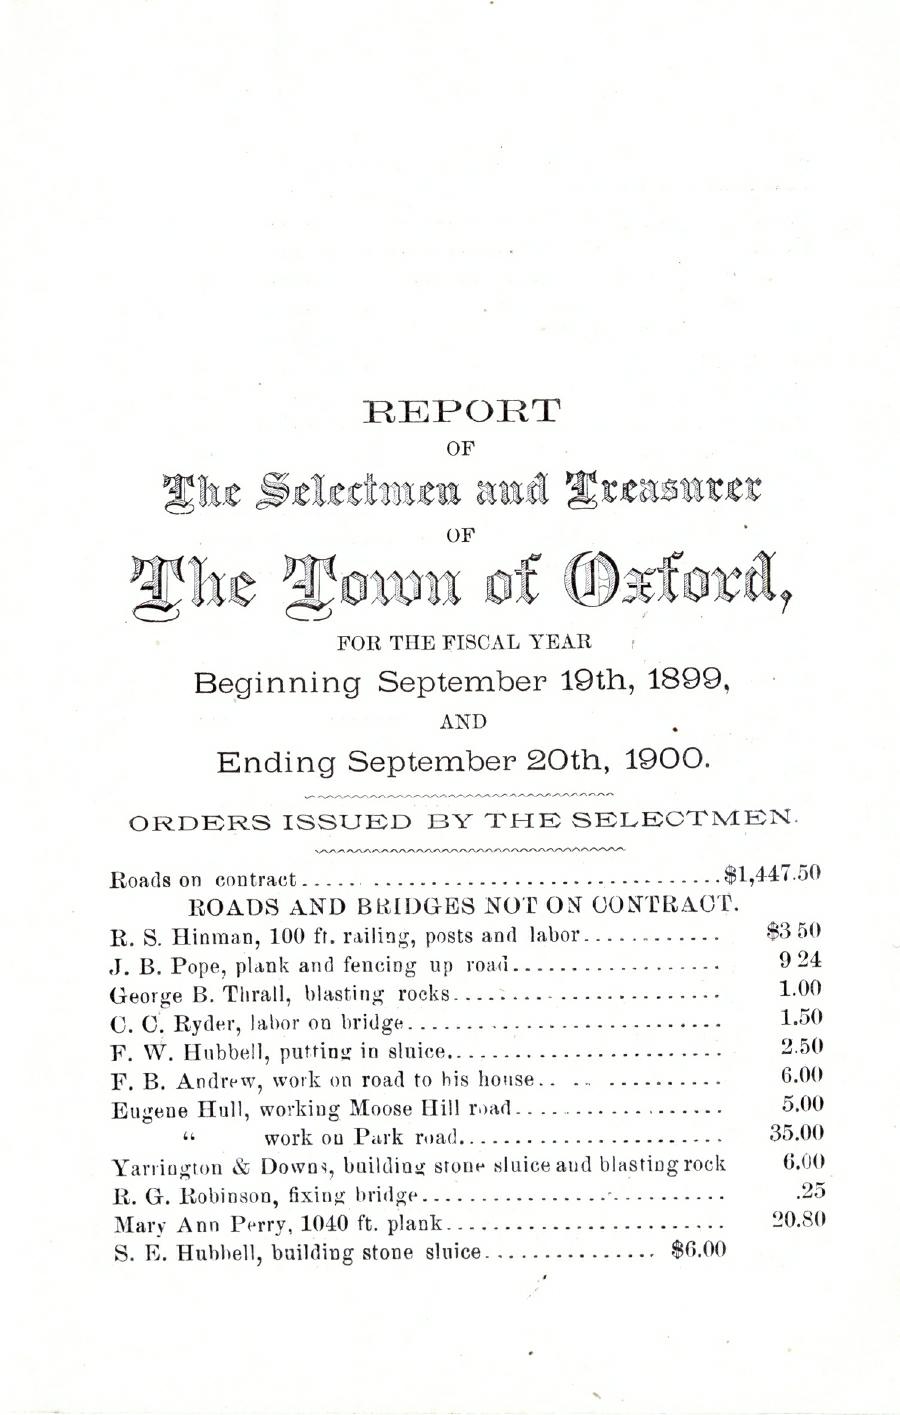 REPORT
OF
The Selectmen and Treasurer
OF
The Town of Oxford,
FOR THE FISCAL YEAR
Beginning September 19th, 1899,
AND
Ending September 20th, 1900.
ORDERS ISSUED BY THE SELECTMEN.
Roads on contract..... ................................$1,447.50
ROADS AND BRIDGES NOT ON CONTRACT.
R. S. Hinman, 100 ft. railing, posts and labor............. $3 50
J. B. Pope, plank and fencing up road................... 9 24
George B. Thrall, blasting rocks........................ 1.00
C. C. Ryder, labor on bridge............................ 1.50
F. W. Hubbell, putting in sluice......................... 2.50
F. B. Andrew, work on road to his house.. .. .......... 6.00
Eugene Hull, working Moose Hill road................... 5.00
“ work on Park road........................ 35.00
Yarrington & Downs, building stone sluice and blasting rock 6.00
R. G. Robinson, fixing bridge........................... .25
Mary Ann Perry, 1040 ft. plank......................... 20.80
S. E. Hubbell, building stone sluice................ $6.00